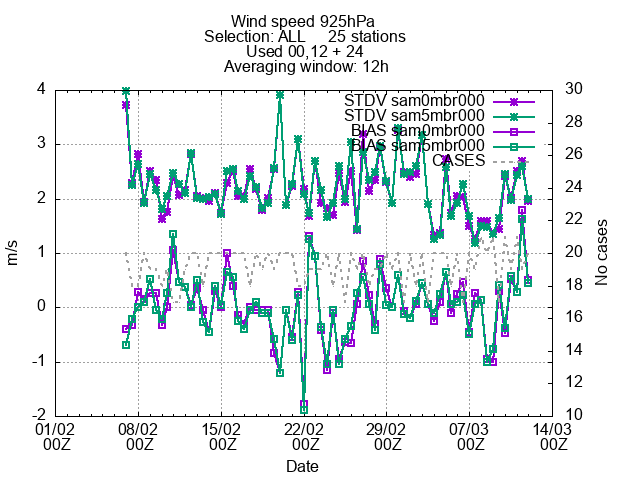 Wind speed 925hPa
Selection: ALL 25 stations
Used 00,12 + 24
Averaging window: 12h
STDV sam0mbr000
STDV sam5mbr000
BIAS sam0mbr000
BIAS sam5mbr000
CASES
4
3
2
1
0
-1
-2
m/s
30
28
26
24
22
20
18
16
14
12
10
No cases
01/02 08/02 15/02 22/02 29/02 07/03 14/03
00Z 00Z 00Z 00Z 00Z 00Z 00Z
Date